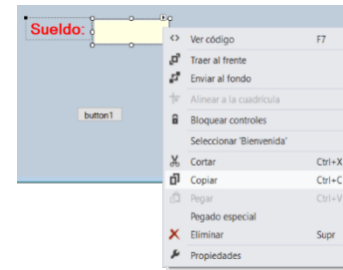 Sueldo:
button1
Ver código F7
Traer al frente
Enviar al fondo
Alinear a la cuadrícula
Bloquear controles
Seleccionar 'Bienvenida'
Cortar Ctrl+X
Copiar Ctrl+C
Pegar Ctrl+V
Pegado especial
Eliminar Supr
Propiedades